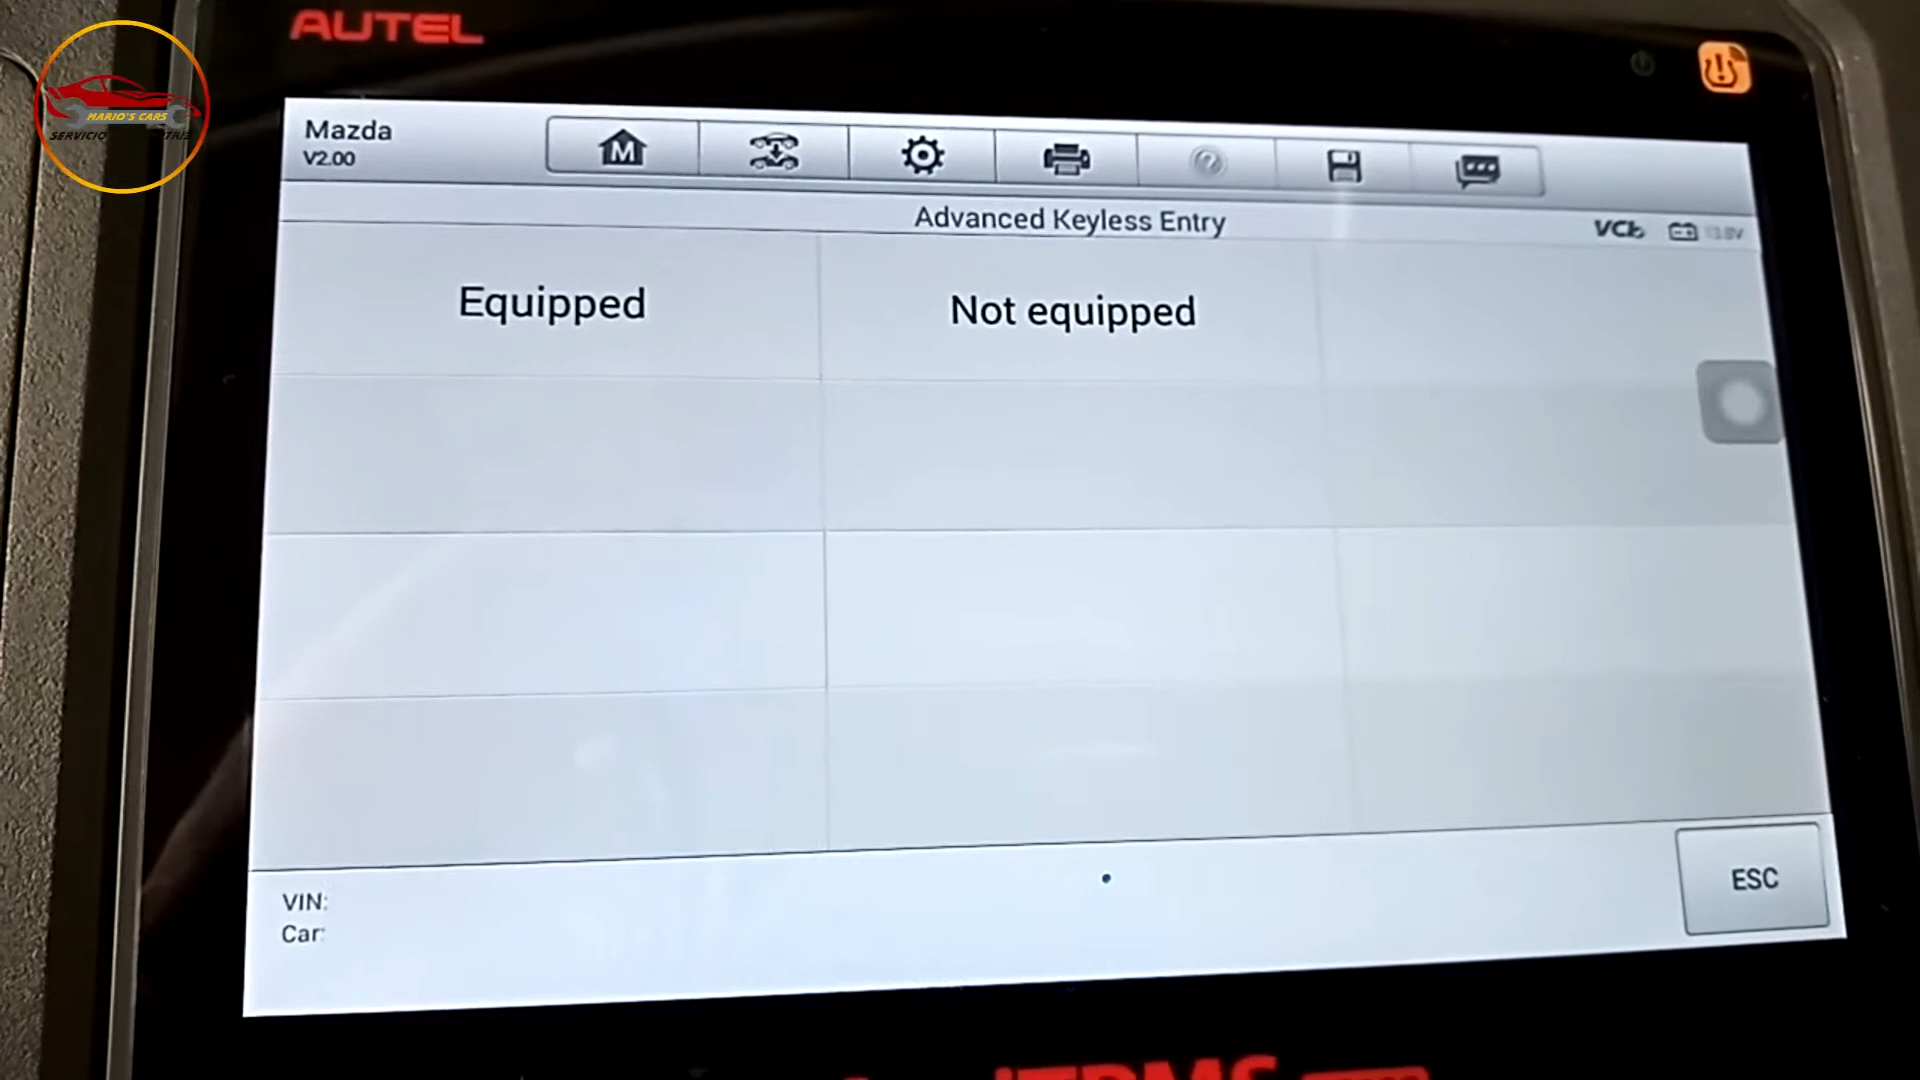 AUTEL
MARIO'S CARS
Mazda
V2.00
M
Advanced Keyless Entry
VCI
Equipped
Not equipped
VIN:
Car:
ESC